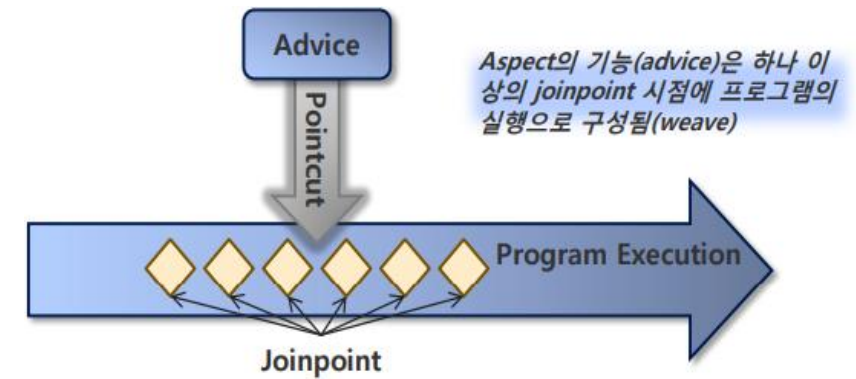 Advice
Aspect의 기능(advice)은 하나 이
상의 joinpoint 시점에 프로그램의
실행으로 구성됨(weave)
Pointcut
Program Execution
Joinpoint